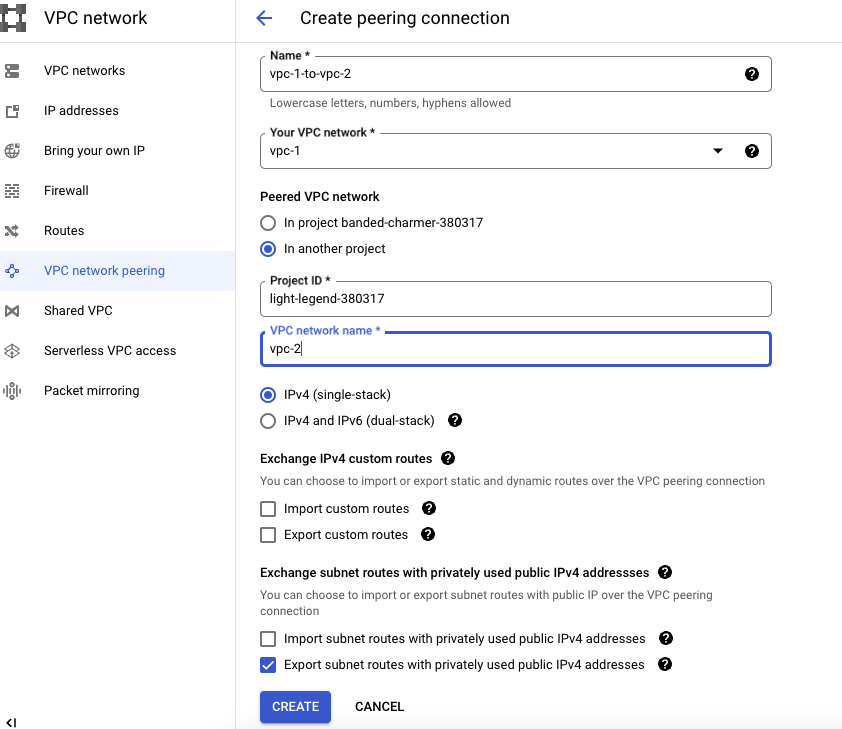 VPC network
Create peering connection
VPC networks
IP addresses
Bring your own IP
Firewall
Routes
VPC network peering
Shared VPC
Serverless VPC access
Packet mirroring
Name *
vpc-1-to-vpc-2
Lowercase letters, numbers, hyphens allowed
Your VPC network *
vpc-1
Peered VPC network
In project banded-charmer-380317
In another project
Project ID *
light-legend-380317
VPC network name *
vpc-2
IPv4 (single-stack)
IPv4 and IPv6 (dual-stack)
Exchange IPv4 custom routes
You can choose to import or export static and dynamic routes over the VPC peering connection
Import custom routes
Export custom routes
Exchange subnet routes with privately used public IPv4 addressses
You can choose to import or export subnet routes with public IP over the VPC peering
connection
Import subnet routes with privately used public IPv4 addresses
Export subnet routes with privately used public IPv4 addresses
CREATE
CANCEL